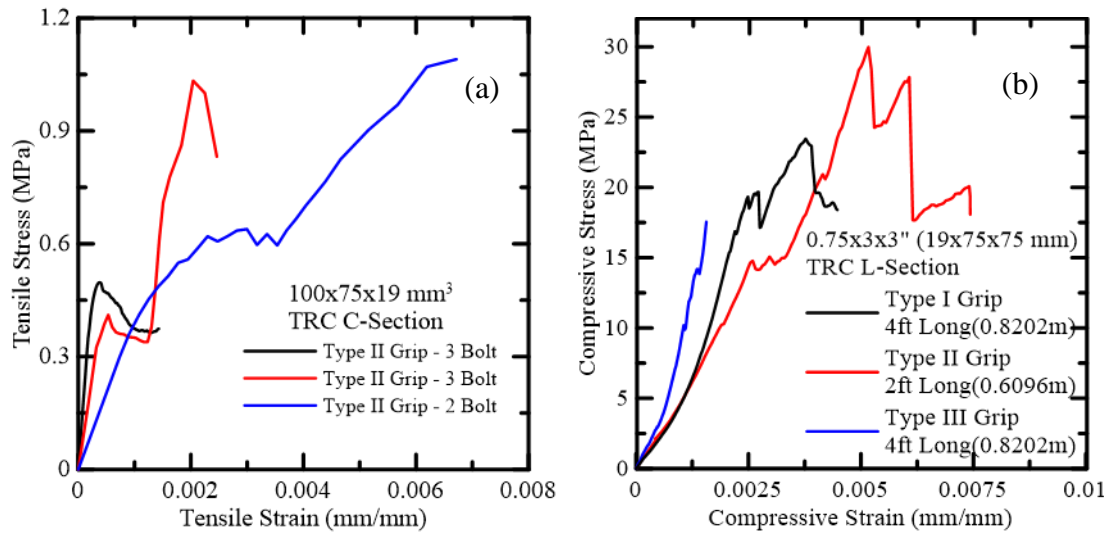 1.2
0.9
0.6
0.3
0
Tensile Stress (MPa)
(a)
100x75x19 mm³
TRC C-Section
Type II Grip - 3 Bolt
Type II Grip - 3 Bolt
Type II Grip - 2 Bolt
0 0.002 0.004 0.006 0.008
Tensile Strain (mm/mm)
30
25
20
15
10
5
0
Compressive Stress (MPa)
(b)
0.75x3x3" (19x75x75 mm)
TRC L-Section
Type I Grip
4ft Long(0.8202m)
Type II Grip
2ft Long(0.6096m)
Type III Grip
4ft Long(0.8202m)
0 0.0025 0.005 0.0075 0.01
Compressive Strain (mm/mm)